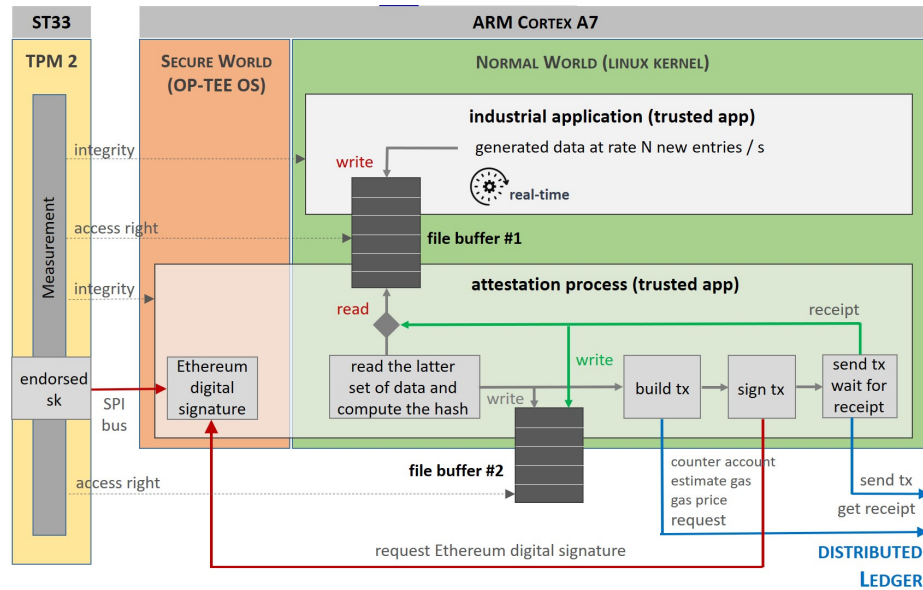 ST33
ARM CORTEX A7
TPM 2
SECURE WORLD
(OP-TEE OS)
NORMAL WORLD (LINUX KERNEL)
industrial application (trusted app)
integrity
write
generated data at rate N new entries / s
real-time
access right
file buffer #1
Measurement
integrity
attestation process (trusted app)
read
receipt
endorsed
sk
Ethereum
digital
signature
read the latter
set of data and
compute the hash
write
write
build tx
sign tx
send tx
wait for
receipt
SPI
bus
file buffer #2
access right
counter account
estimate gas
gas price
request
send tx
get receipt
request Ethereum digital signature
DISTRIBUTED
LEDGER